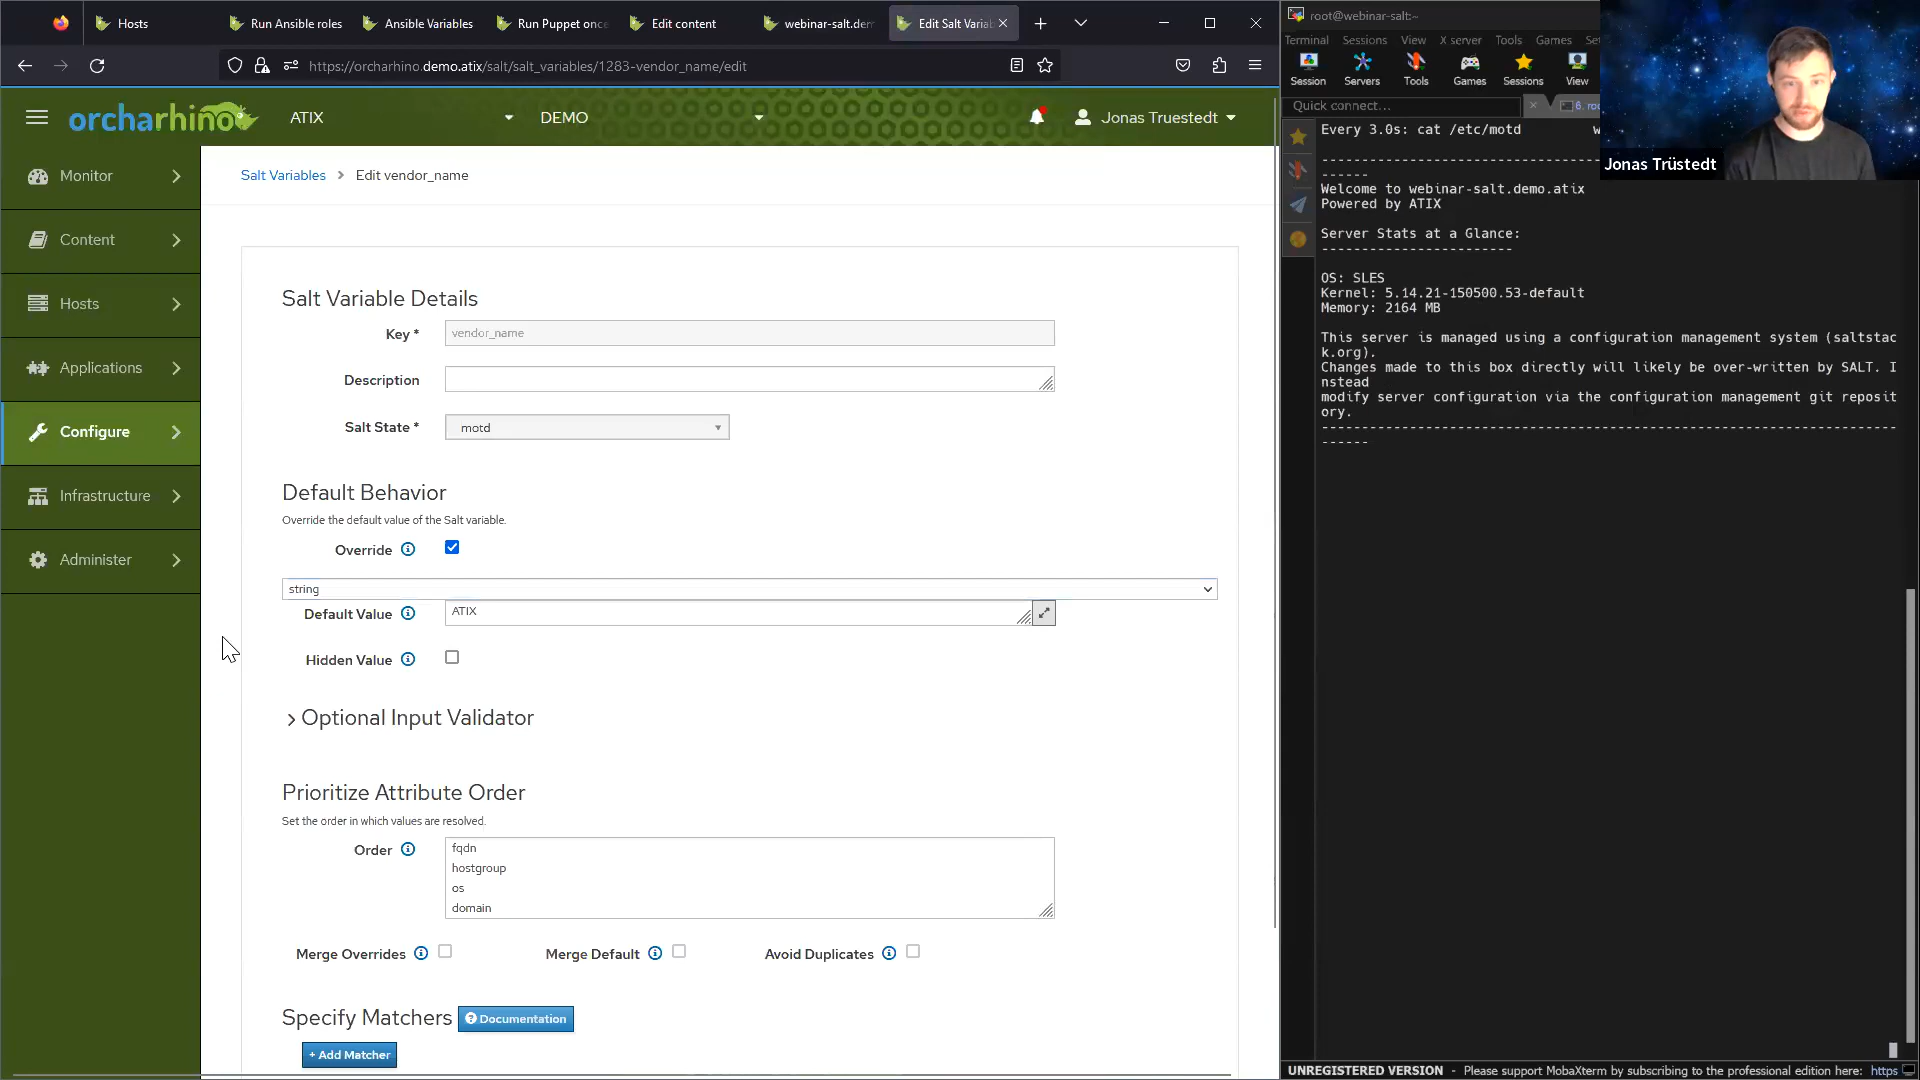 Hosts
Run Ansible roles
Ansible Variables
Run Puppet once
Edit content
webinar-salt.dem
Edit Salt Variab
https://orcharhino.demo.atix/salt/salt_variables/1283-vendor_name/edit
orcharhino
ATIX
DEMO
Jonas Truestedt
Monitor
Content
Hosts
Applications
Configure
Infrastructure
Administer
Salt Variables > Edit vendor_name
Salt Variable Details
Key * vendor_name
Description
Salt State * motd
Default Behavior
Override the default value of the Salt variable.
Override
string
Default Value ATIX
Hidden Value
Optional Input Validator
Prioritize Attribute Order
Set the order in which values are resolved.
Order
fqdn
hostgroup
os
domain
Merge Overrides
Merge Default
Avoid Duplicates
Specify Matchers
Documentation
+ Add Matcher
root@webinar-salt:~
Terminal Sessions View X server Tools Games
Session Servers Tools Games Sessions View
Quick connect...
Every 3.0s: cat /etc/motd
------
Welcome to webinar-salt.demo.atix
Powered by ATIX
Server Stats at a Glance:
------------------------
OS: SLES
Kernel: 5.14.21-150500.53-default
Memory: 2164 MB
This server is managed using a configuration management system (saltstac
k.org).
Changes made to this box directly will likely be over-written by SALT. I
nstead
modify server configuration via the configuration management git reposit
ory.
------------------------------------------------------------------------
------
Jonas Trüstedt
UNREGISTERED VERSION - Please support MobaXterm by subscribing to the professional edition here: https